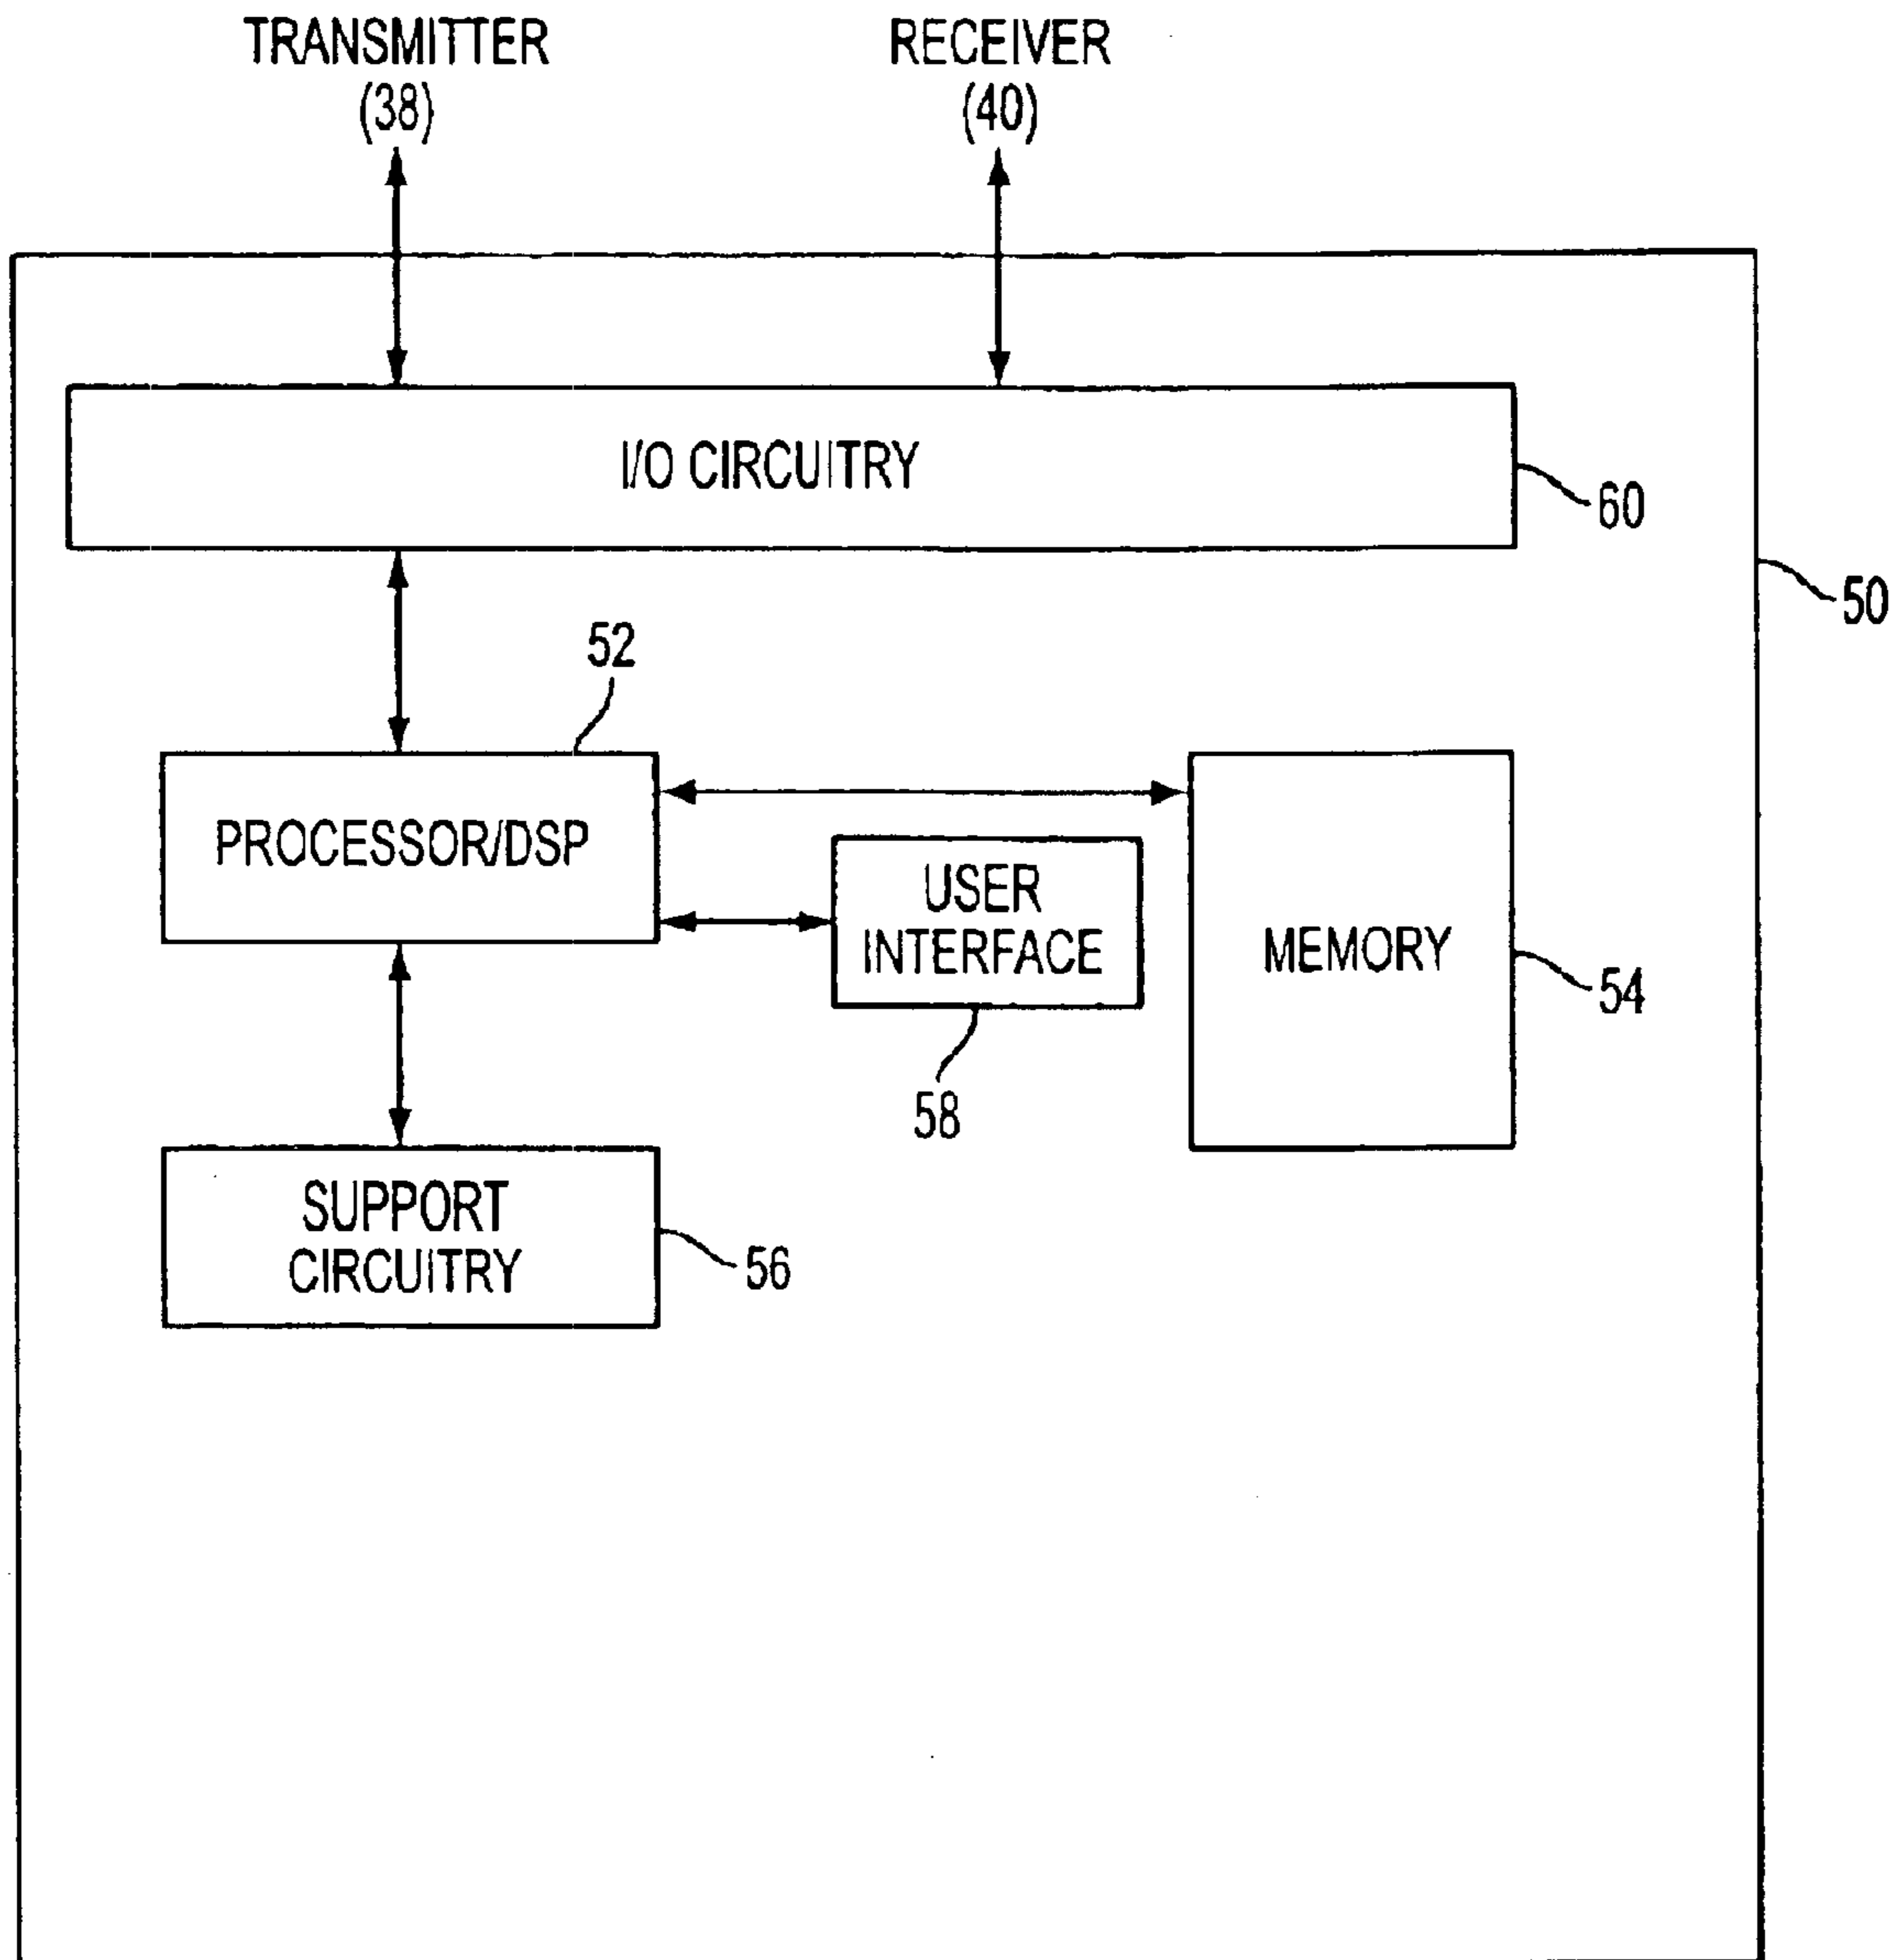 TRANSMITTER
(38)
RECEIVER
(40)
I/O CIRCUITRY
60
50
52
PROCESSOR/DSP
USER
INTERFACE
58
MEMORY
54
SUPPORT
CIRCUITRY
56